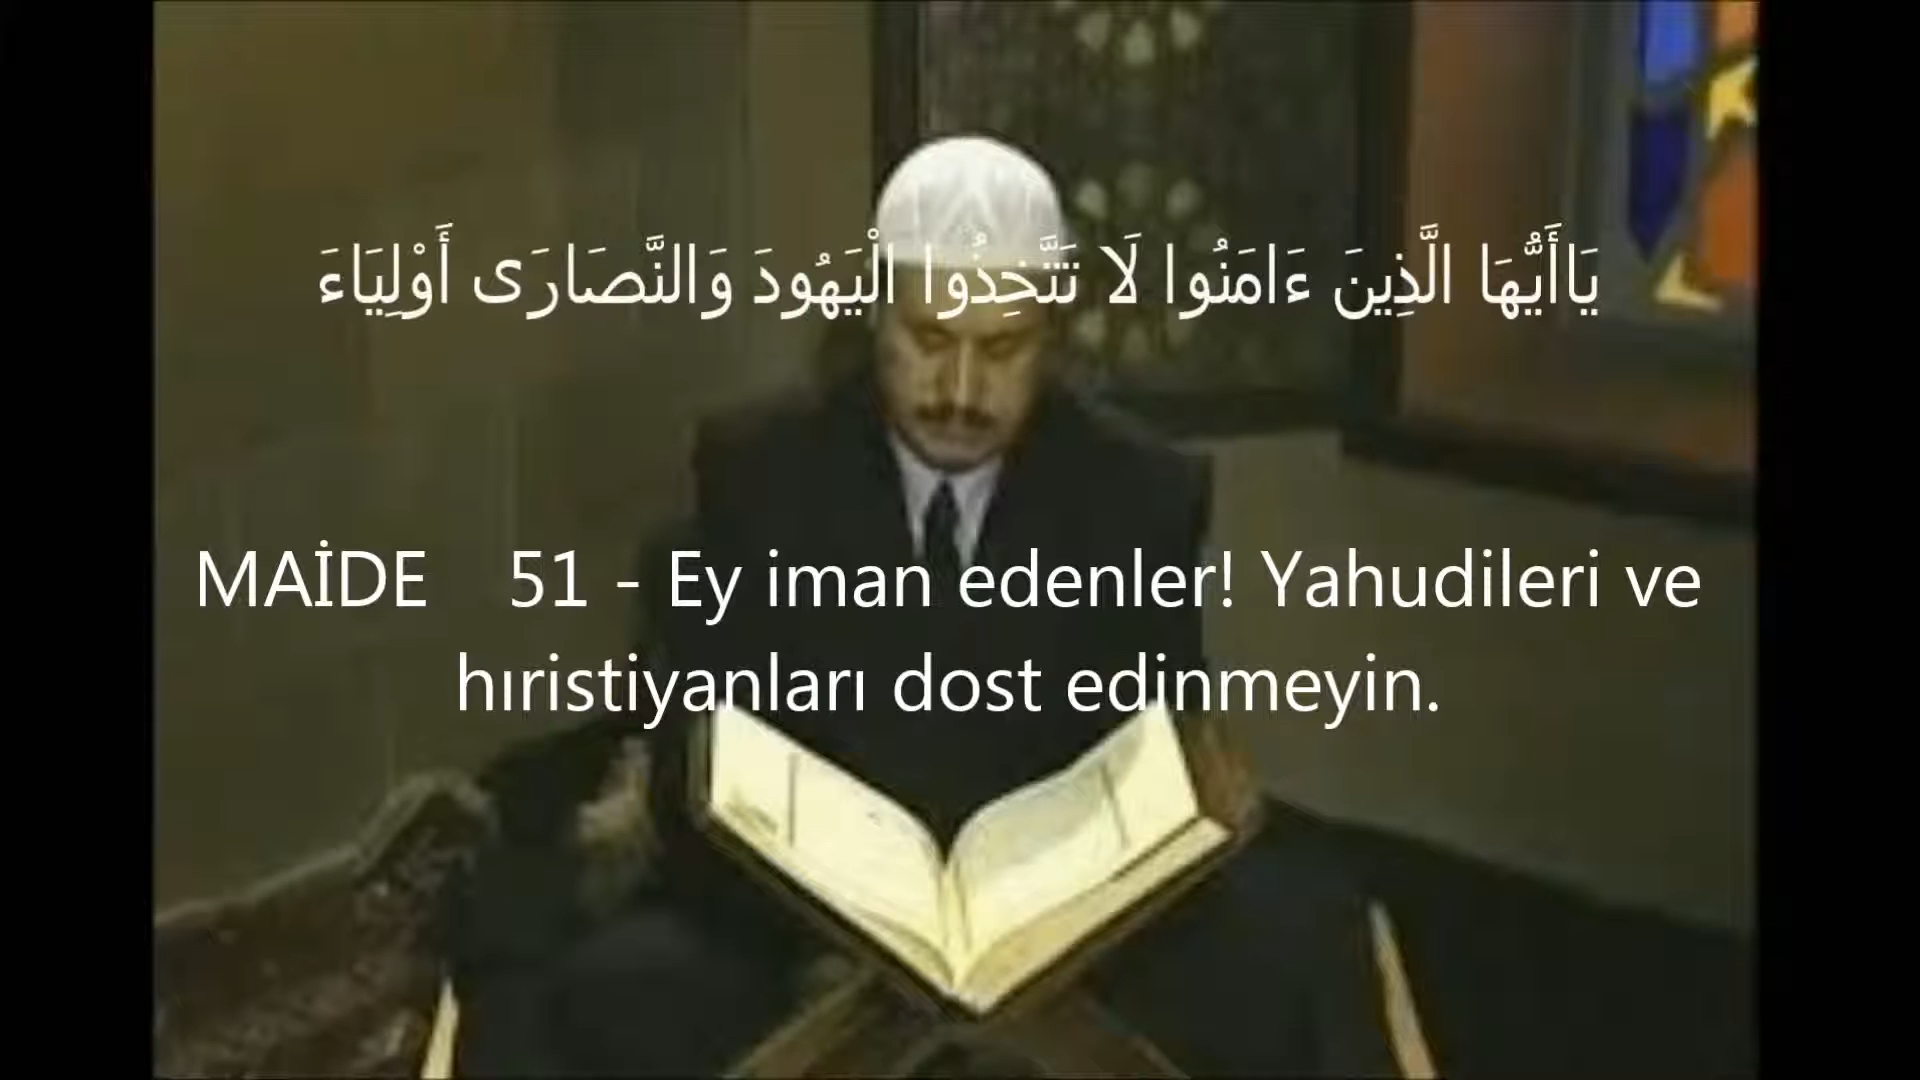 يَاأَيُّهَا الَّذِينَ ءَامَنُوا لَا تَتَّخِذُوا الْيَهُودَ وَالنَّصَارَى أَوْلِيَاءَ
MAİDE 51 - Ey iman edenler! Yahudileri ve
hıristiyanları dost edinmeyin.